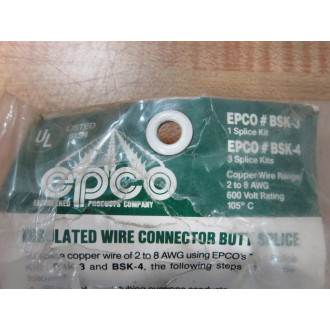 UL
LISTED
EPCO # BSK-3
1 Splice Kit
EPCO # BSK-4
3 Splice Kits
Copper Wire Range
2 to 8 AWG
600 Volt Rating
105° C
epco
ENGINEERED PRODUCTS COMPANY
INSULATED WIRE CONNECTOR BUTT SPLICE
copper wire of 2 to 8 AWG using EPCO's
and BSK-4, the following steps